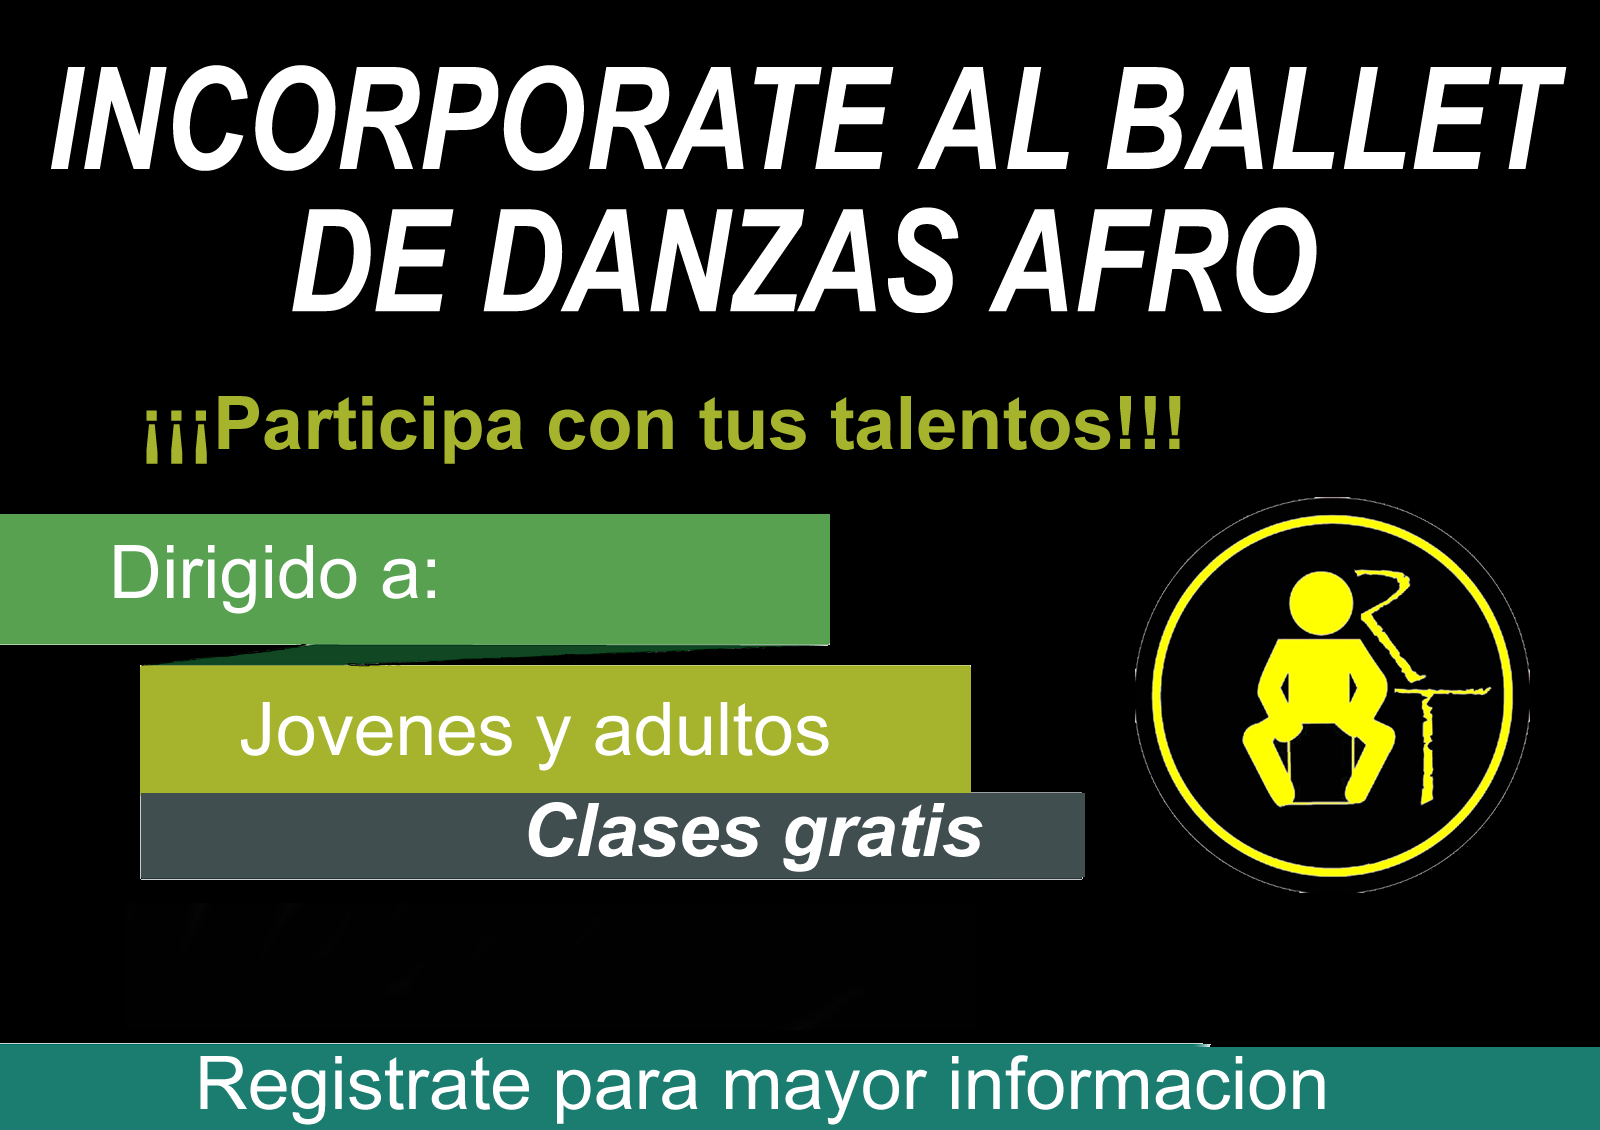 INCORPORATE AL BALLET
DE DANZAS AFRO
¡¡¡Participa con tus talentos!!!
Dirigido a:
Jovenes y adultos
Clases gratis
R
T
Registrate para mayor informacion